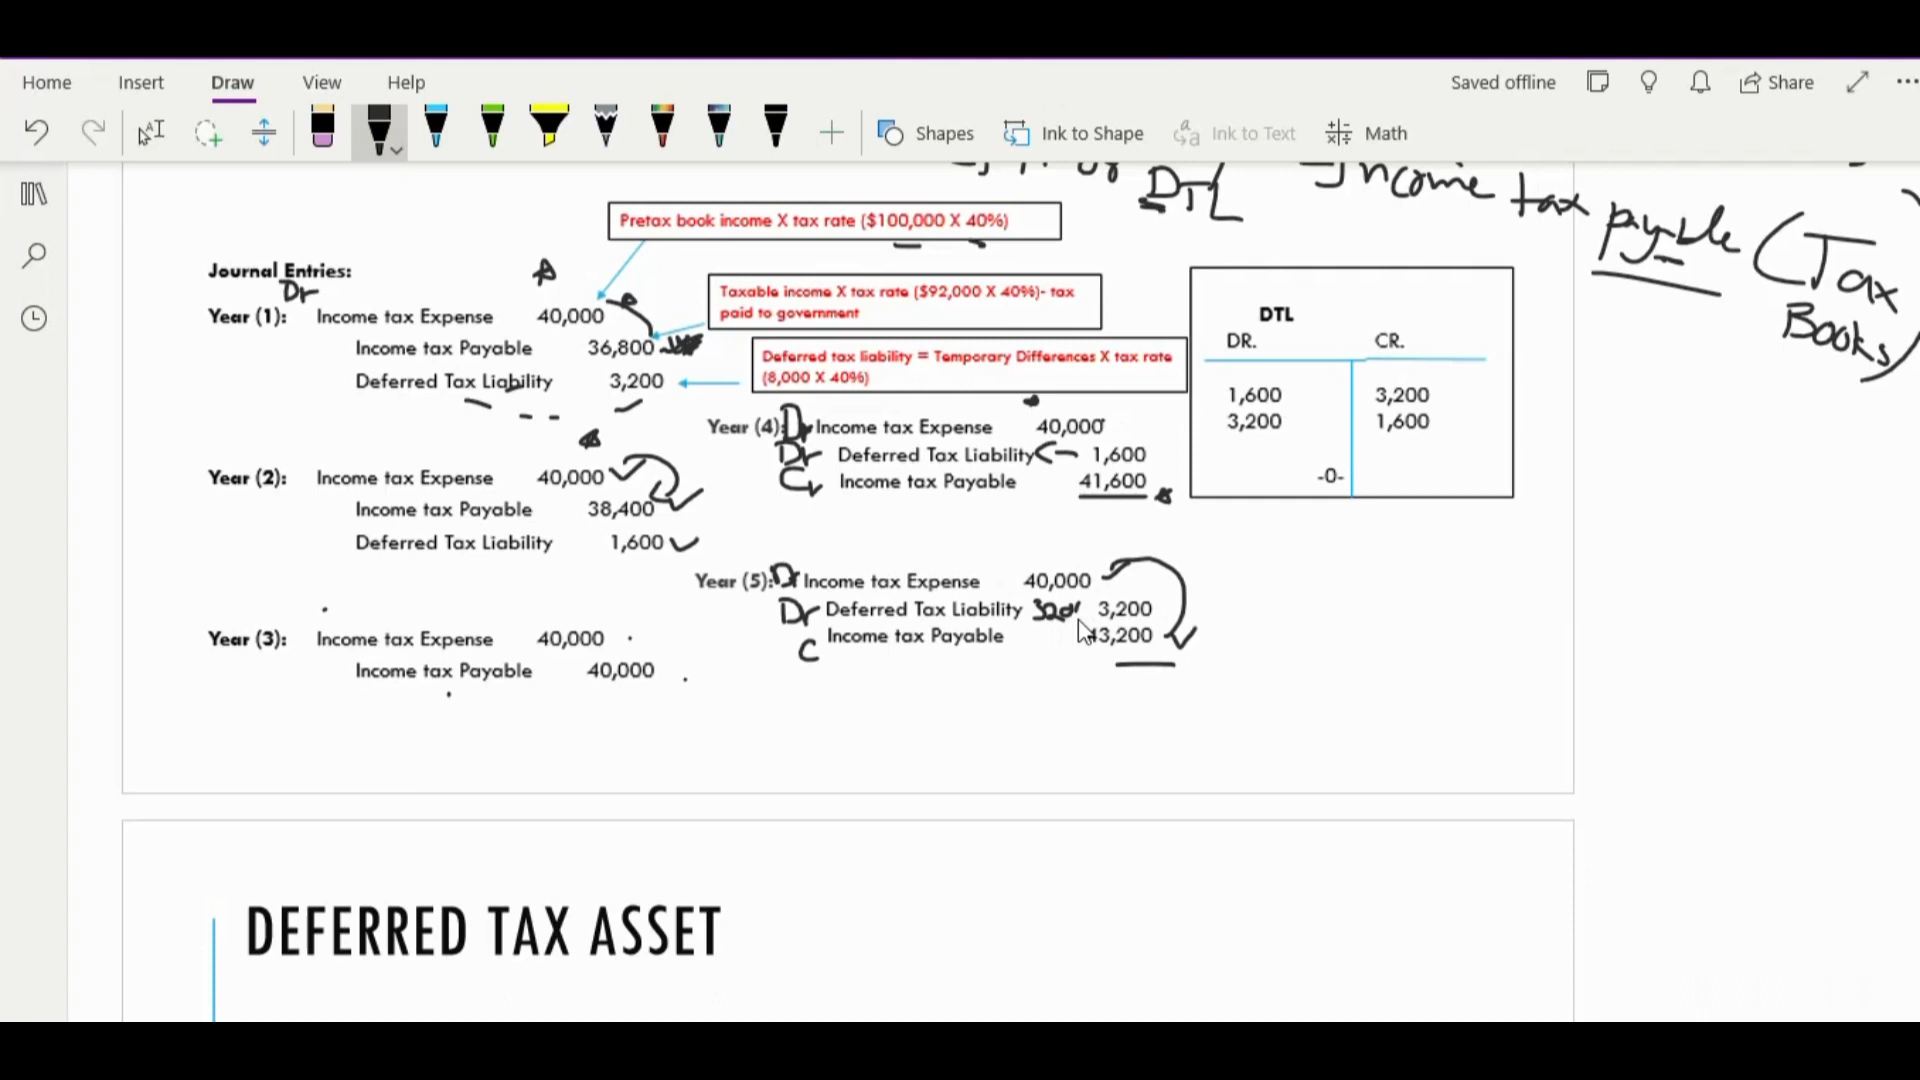 Home Insert Draw View Help Saved offline Share
Shapes Ink to Shape Ink to Text Math
DTL Income tax payable (Tax Books)
Pretax book income X tax rate ($100,000 X 40%)
Journal Entries:
Dr
Year (1): Income tax Expense 40,000
Income tax Payable 36,800
Deferred Tax Liability 3,200
Taxable income X tax rate ($92,000 X 40%)- tax
paid to government
Deferred tax liability = Temporary Differences X tax rate
(8,000 X 40%)
DTL
DR. CR.
1,600 3,200
3,200 1,600
-0-
Year (2): Income tax Expense 40,000
Income tax Payable 38,400
Deferred Tax Liability 1,600
Year (3): Income tax Expense 40,000
Income tax Payable 40,000
Year (4): Dr Income tax Expense 40,000
Dr Deferred Tax Liability 1,600
Cr Income tax Payable 41,600
Year (5): Dr Income tax Expense 40,000
Dr Deferred Tax Liability 3,200
C Income tax Payable 43,200
DEFERRED TAX ASSET